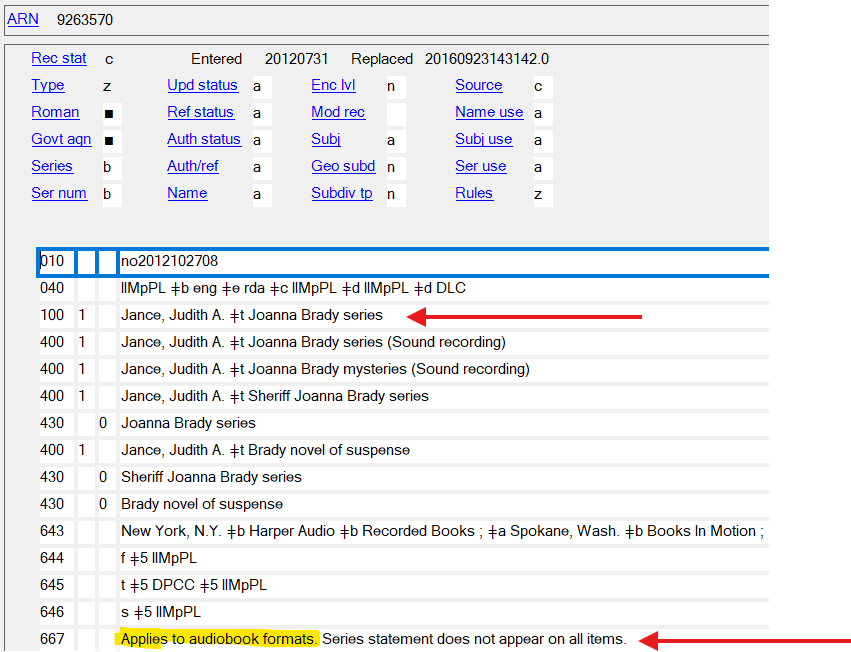 ARN 9263570
Rec stat c Entered 20120731 Replaced 20160923143142.0
Type z Upd status a Enc lvl n Source c
Roman ■ Ref status a Mod rec Name use a
Govt agn ■ Auth status a Subj a Subj use a
Series b Auth/ref a Geo subd n Ser use a
Ser num b Name a Subdiv tp n Rules z
010 no2012102708
040 IlMpPL ǂb eng ǂe rda ǂc IlMpPL ǂd IlMpPL ǂd DLC
100 1 Jance, Judith A. ǂt Joanna Brady series
400 1 Jance, Judith A. ǂt Joanna Brady series (Sound recording)
400 1 Jance, Judith A. ǂt Joanna Brady mysteries (Sound recording)
400 1 Jance, Judith A. ǂt Sheriff Joanna Brady series
430 0 Joanna Brady series
400 1 Jance, Judith A. ǂt Brady novel of suspense
430 0 Sheriff Joanna Brady series
430 0 Brady novel of suspense
643 New York, N.Y. ǂb Harper Audio ǂb Recorded Books ; ǂa Spokane, Wash. ǂb Books In Motion ;
644 f ǂ5 IlMpPL
645 t ǂ5 DPCC ǂ5 IlMpPL
646 s ǂ5 IlMpPL
667 Applies to audiobook formats. Series statement does not appear on all items.